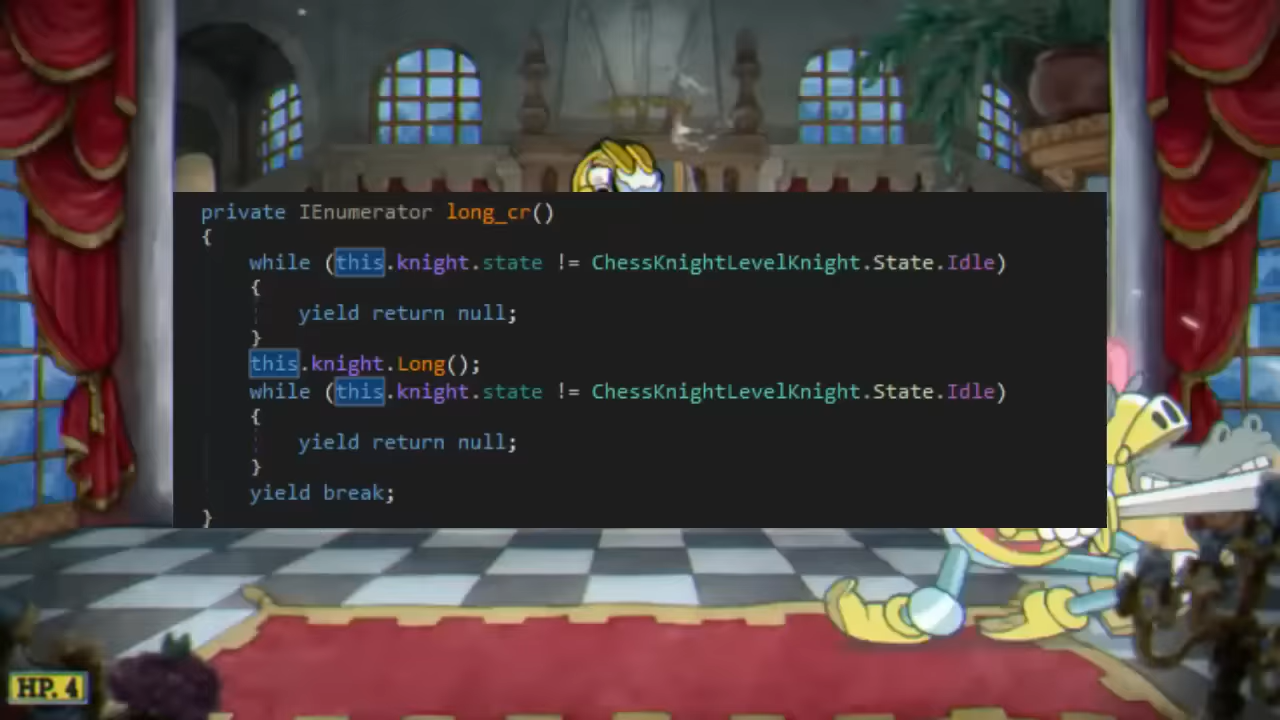 private IEnumerator long_cr()
{
while (this.knight.state != ChessKnightLevelKnight.State.Idle)
{
yield return null;
}
this.knight.Long();
while (this.knight.state != ChessKnightLevelKnight.State.Idle)
{
yield return null;
}
yield break;
}
HP. 4